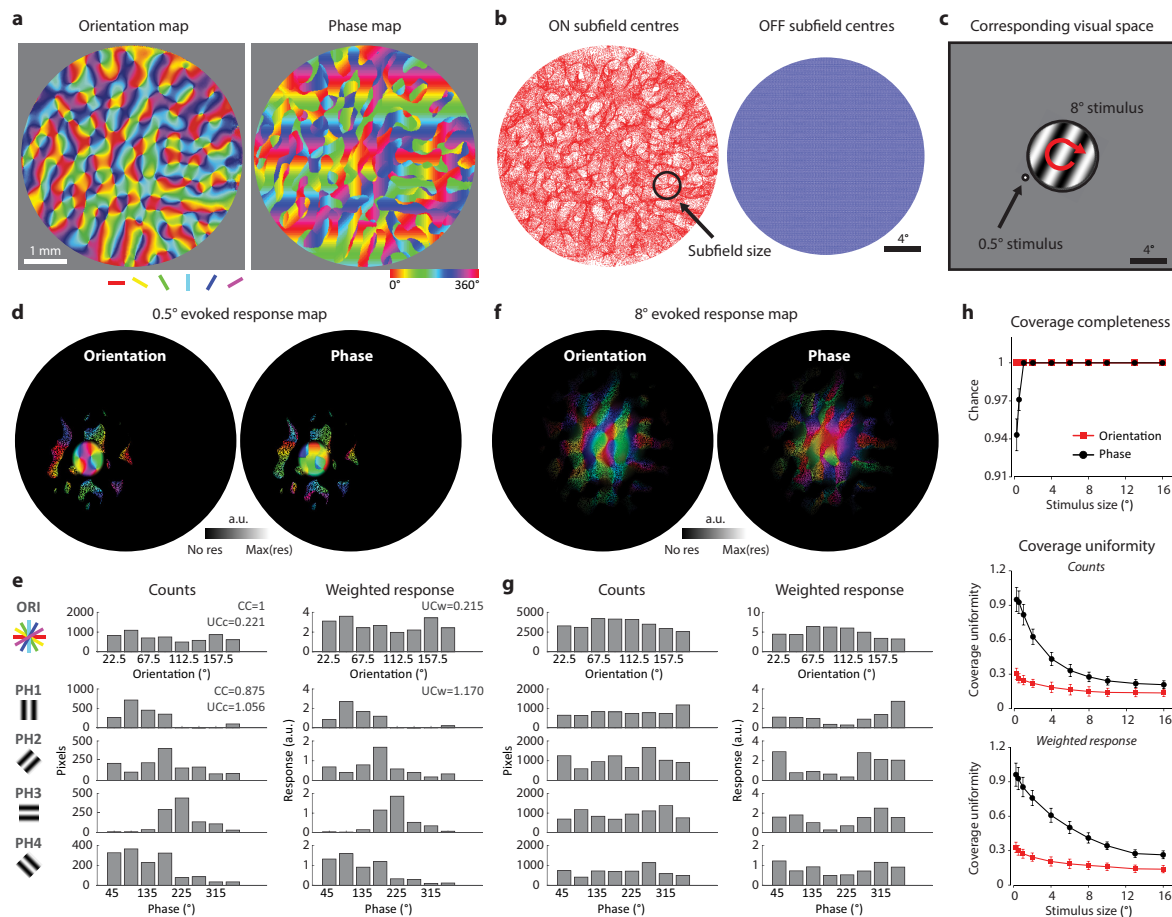 a
Orientation map
Phase map
1 mm
0°
360°
b
ON subfield centres
OFF subfield centres
Subfield size
4°
c
Corresponding visual space
8° stimulus
0.5° stimulus
4°
d
0.5° evoked response map
Orientation
Phase
a.u.
No res
Max(res)
f
8° evoked response map
Orientation
Phase
a.u.
No res
Max(res)
e
Counts
Weighted response
ORI
2000
1000
0
CC=1
UCc=0.221
22.5
67.5
112.5
157.5
Orientation (°)
4
2
0
UCw=0.215
22.5
67.5
112.5
157.5
Orientation (°)
PH1
1000
500
0
CC=0.875
UCc=1.056
4
2
0
UCw=1.170
PH2
500
250
0
2
1
0
PH3
500
250
0
2
1
0
PH4
400
200
0
2
1
0
Pixels
Response (a.u.)
45
135
225
315
Phase (°)
45
135
225
315
Phase (°)
g
Counts
Weighted response
5000
2500
0
22.5
67.5
112.5
157.5
Orientation (°)
10
5
0
22.5
67.5
112.5
157.5
Orientation (°)
2000
1000
0
4
2
0
2000
1000
0
4
2
0
2000
1000
0
4
2
0
2000
1000
0
2
1
0
45
135
225
315
Phase (°)
45
135
225
315
Phase (°)
h
Coverage completeness
1
0.97
0.94
0.91
Chance
Orientation
Phase
0
4
8
12
16
Stimulus size (°)
Coverage uniformity
Counts
1.2
0.9
0.6
0.3
0
Coverage uniformity
0
4
8
12
16
Weighted response
1.2
0.9
0.6
0.3
0
Coverage uniformity
0
4
8
12
16
Stimulus size (°)